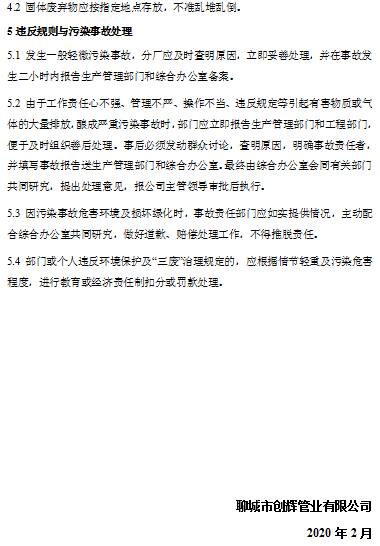 4.2 固体废弃物应按指定地点存放，不准乱堆乱倒。
5 违反规则与污染事故处理
5.1 发生一般轻微污染事故，分厂应及时查明原因，立即妥善处理，并在事故发
生二小时内报告生产管理部门和综合办公室备案。
5.2 由于工作责任心不强、管理不严、操作不当、违反规定等引起有害物质或气
体的大量排放，酿成严重污染事故时，部门应立即报告生产管理部门和工程部门，
便于及时组织善后处理。事后必须发动群众讨论，查明原因，明确事故责任者，
并填写事故报告送生产管理部门和综合办公室。最终由综合办公室会同有关部门
共同研究，提出处理意见，报公司主管领导审批后执行。
5.3 因污染事故危害环境及损坏绿化时，事故责任部门应如实提供情况，主动配
合综合办公室共同研究，做好道歉、赔偿处理工作，不得推脱责任。
5.4 部门或个人违反环境保护及“三废”治理规定的，应根据情节轻重及污染危害
程度，进行教育或经济责任制扣分或罚款处理。
聊城市创辉管业有限公司
2020 年 2 月